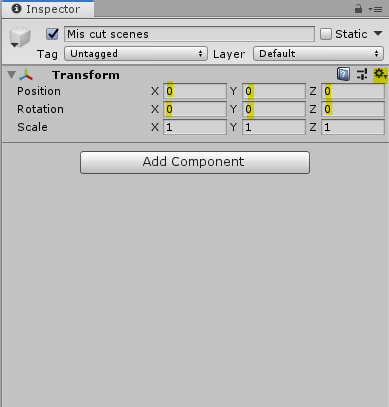 Inspector
Mis cut scenes Static
Tag Untagged Layer Default
Transform
Position X 0 Y 0 Z 0
Rotation X 0 Y 0 Z 0
Scale X 1 Y 1 Z 1
Add Component